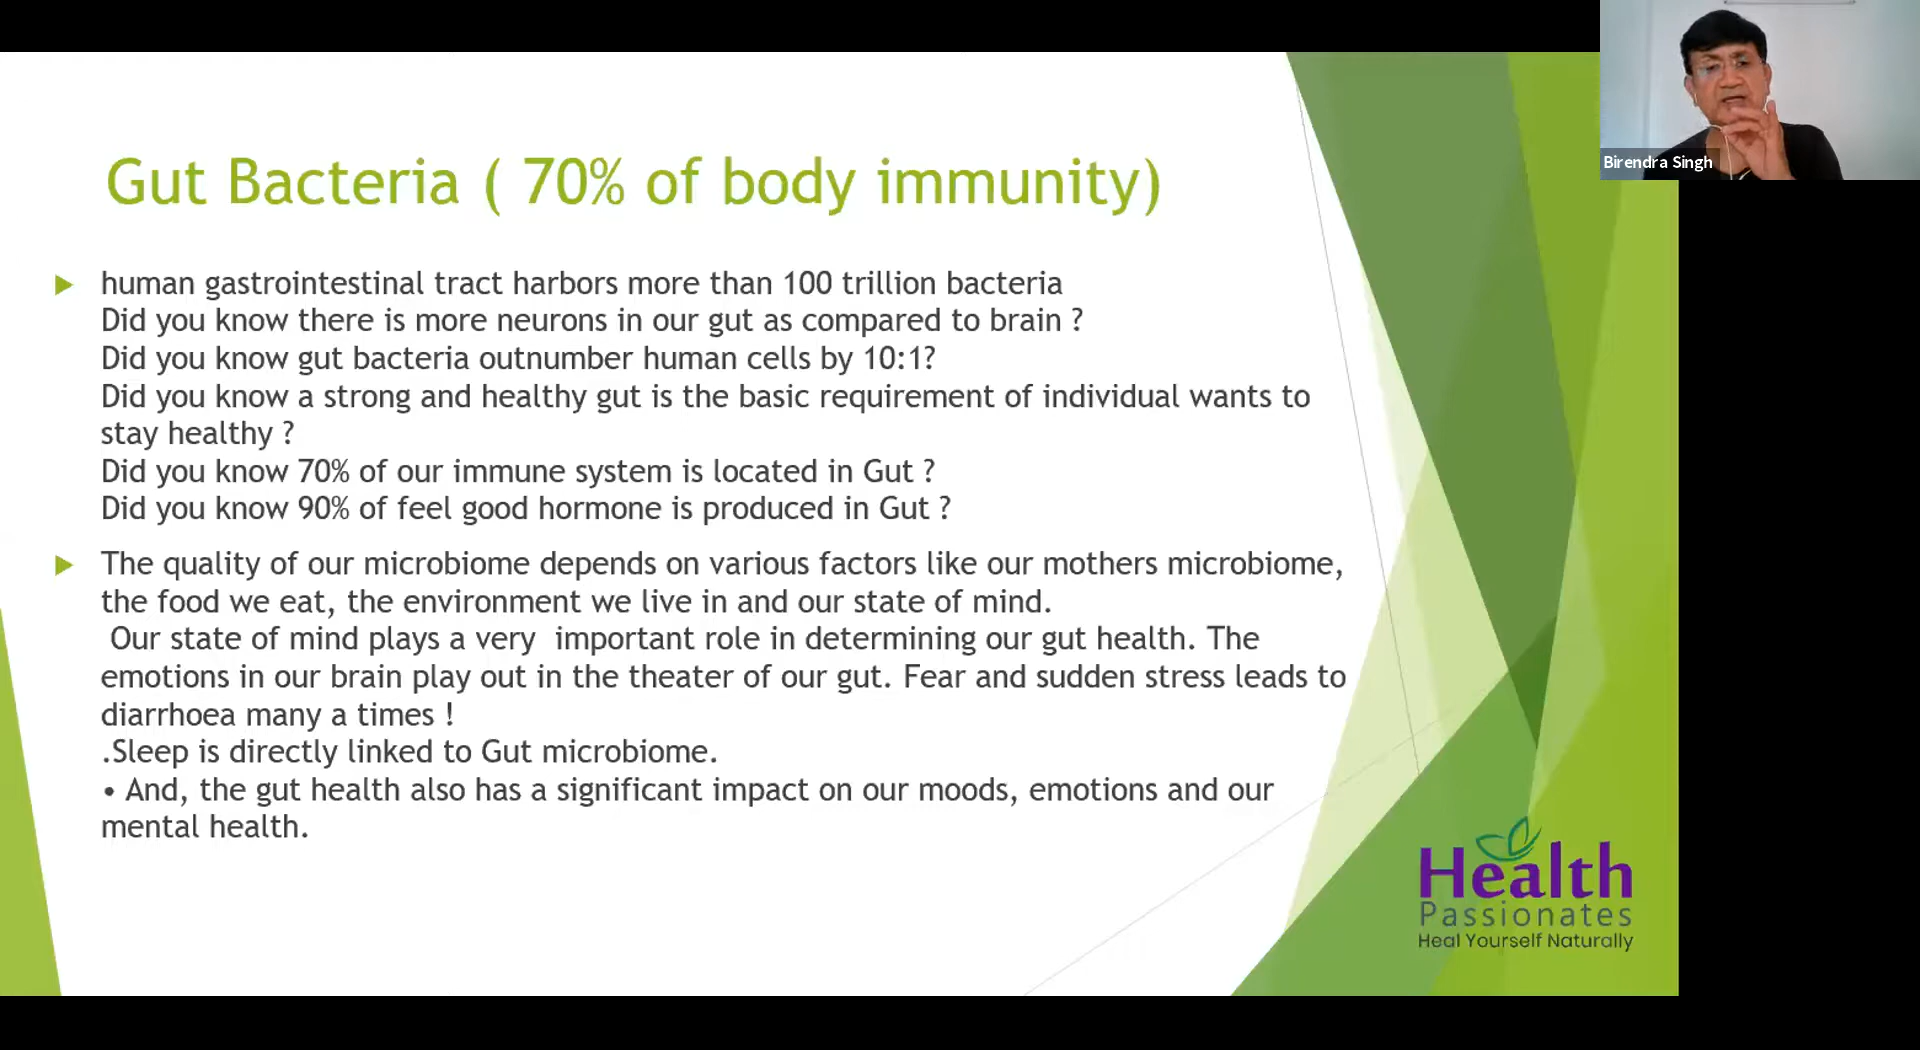 Birendra Singh
Gut Bacteria ( 70% of body immunity)
human gastrointestinal tract harbors more than 100 trillion bacteria
Did you know there is more neurons in our gut as compared to brain ?
Did you know gut bacteria outnumber human cells by 10:1?
Did you know a strong and healthy gut is the basic requirement of individual wants to
stay healthy ?
Did you know 70% of our immune system is located in Gut ?
Did you know 90% of feel good hormone is produced in Gut ?
The quality of our microbiome depends on various factors like our mothers microbiome,
the food we eat, the environment we live in and our state of mind.
Our state of mind plays a very  important role in determining our gut health. The
emotions in our brain play out in the theater of our gut. Fear and sudden stress leads to
diarrhoea many a times !
.Sleep is directly linked to Gut microbiome.
• And, the gut health also has a significant impact on our moods, emotions and our
mental health.
Health
Passionates
Heal Yourself Naturally